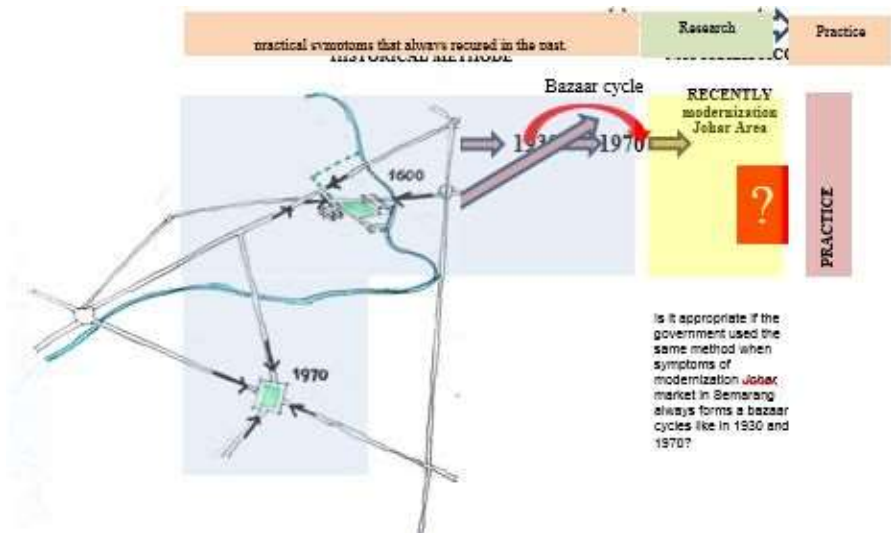 Research
Practice
practical symptoms that always recured in the past.
HISTORICAL METHODE
Bazaar cycle
RECENTLY
modernization
Johar Area
1970
1600
?
PRACTICE
1970
Is it appropriate if the
government used the
same method when
symptoms of
modernization Johar
market in Semarang
always forms a bazaar
cycles like in 1930 and
1970?